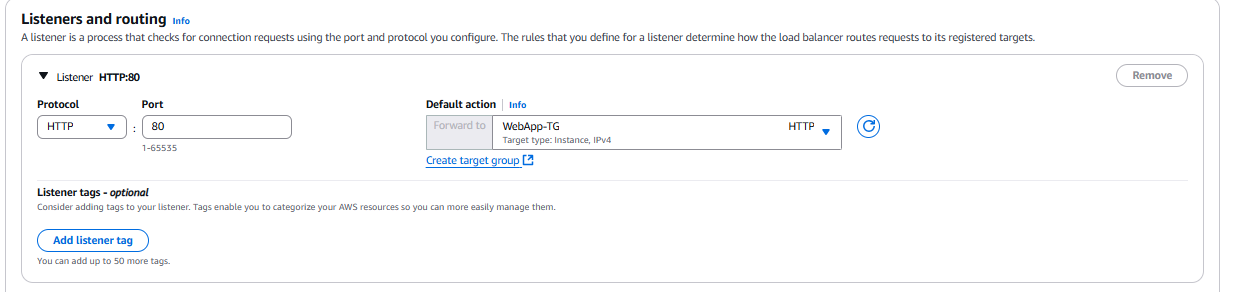 Listeners and routing Info
A listener is a process that checks for connection requests using the port and protocol you configure. The rules that you define for a listener determine how the load balancer routes requests to its registered targets.
Listener HTTP:80
Remove
Protocol
Port
Default action Info
HTTP
:
80
Forward to
WebApp-TG
HTTP
Target type: Instance, IPv4
1-65535
Create target group
Listener tags - optional
Consider adding tags to your listener. Tags enable you to categorize your AWS resources so you can more easily manage them.
Add listener tag
You can add up to 50 more tags.